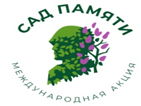 САД ПАМЯТИ
МЕЖДУНАРОДНАЯ АКЦИЯ